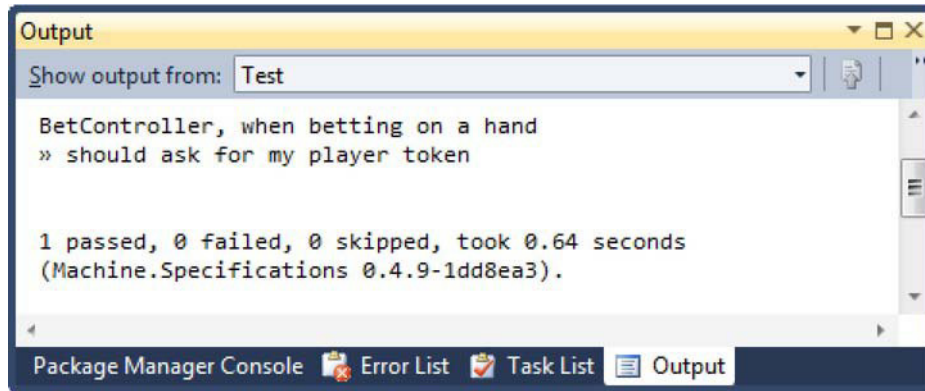 Output
Show output from: Test
BetController, when betting on a hand
» should ask for my player token
1 passed, 0 failed, 0 skipped, took 0.64 seconds
(Machine.Specifications 0.4.9-1dd8ea3).
Package Manager Console Error List Task List Output